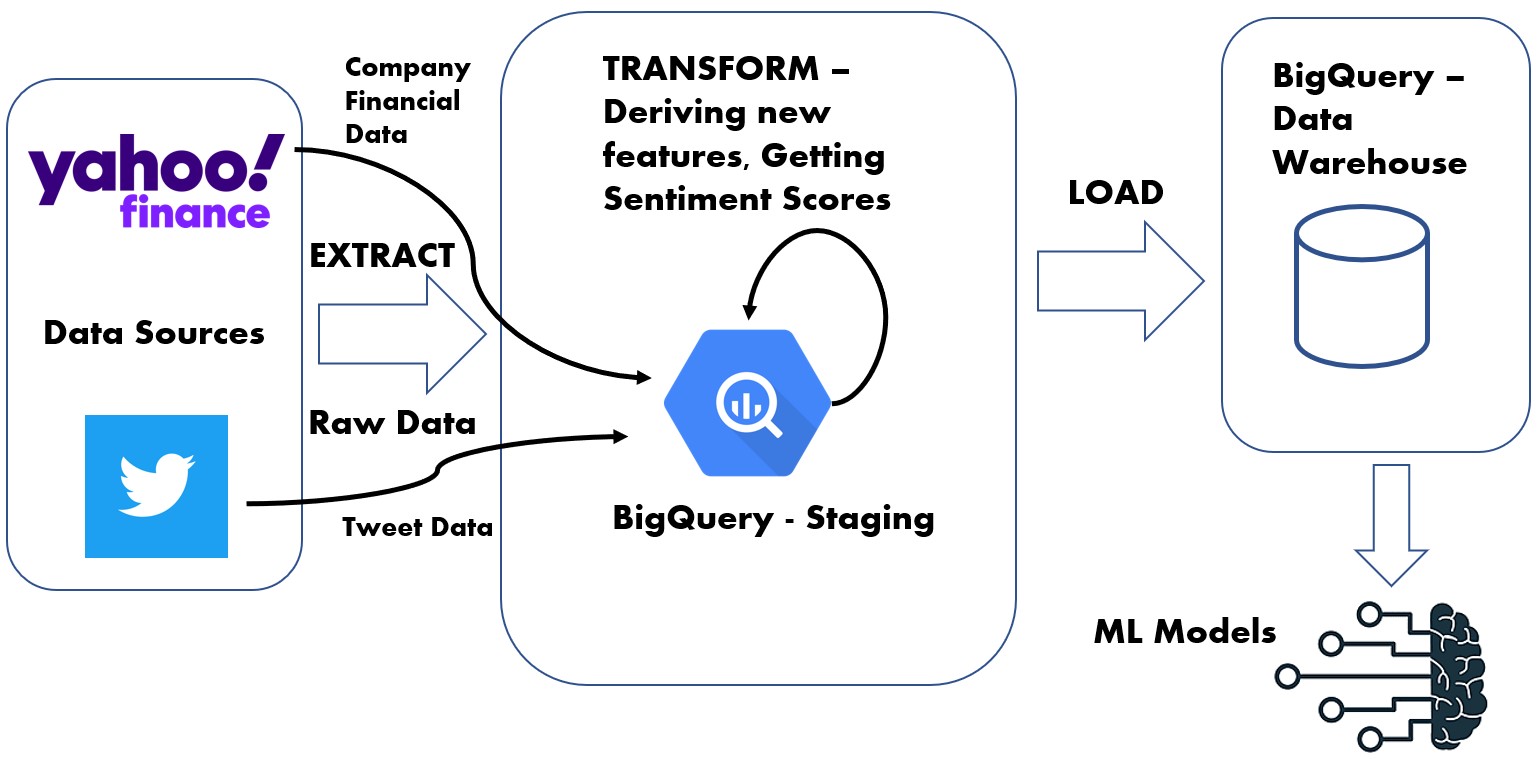 Company
Financial
Data
yahoo!
finance
EXTRACT
Data Sources
Raw Data
Tweet Data
TRANSFORM –
Deriving new
features, Getting
Sentiment Scores
BigQuery - Staging
LOAD
BigQuery –
Data
Warehouse
ML Models